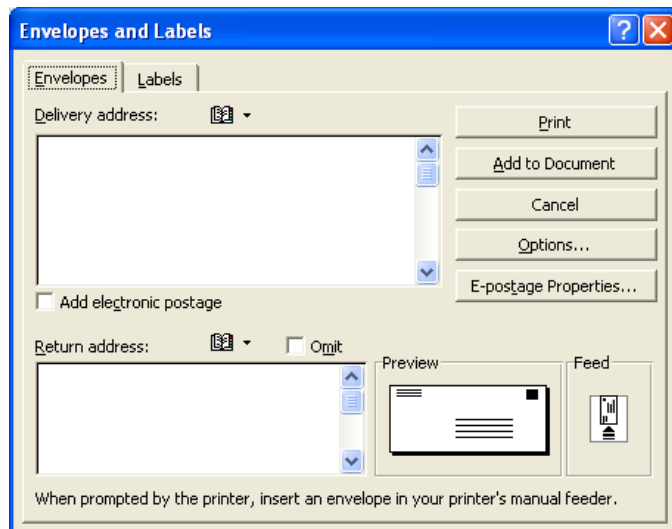 Envelopes and Labels
Envelopes Labels
Delivery address:
Print
Add to Document
Cancel
Options...
E-postage Properties...
Add electronic postage
Return address: Omit
Preview Feed
When prompted by the printer, insert an envelope in your printer's manual feeder.